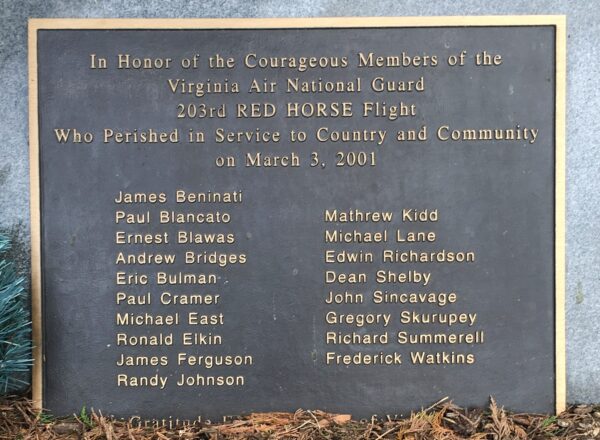 In Honor of the Courageous Members of the
Virginia Air National Guard
203rd RED HORSE Flight
Who Perished in Service to Country and Community
on March 3, 2001
James Beninati
Paul Blancato
Ernest Blawas
Andrew Bridges
Eric Bulman
Paul Cramer
Michael East
Ronald Elkin
James Ferguson
Randy Johnson
Mathrew Kidd
Michael Lane
Edwin Richardson
Dean Shelby
John Sincavage
Gregory Skurupey
Richard Summerell
Frederick Watkins
Gratitude of